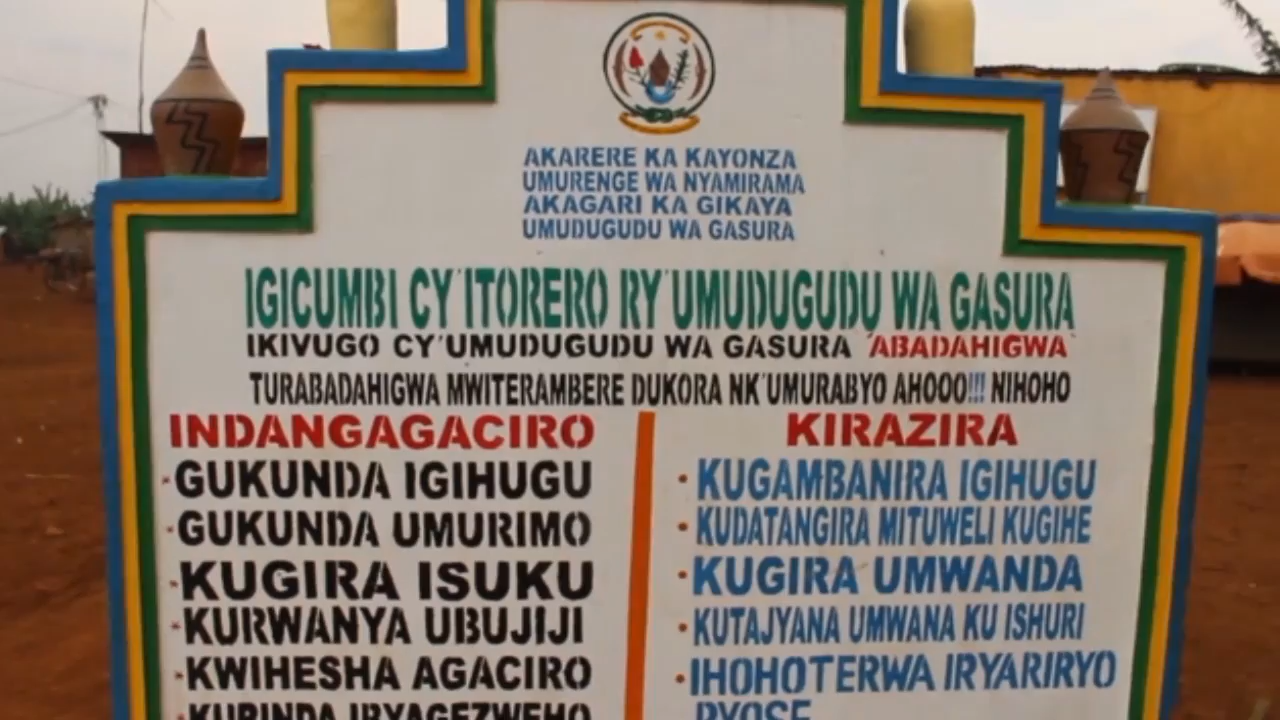 AKARERE KA KAYONZA
UMURENGE WA NYAMIRAMA
AKAGARI KA GIKAYA
UMUDUGUDU WA GASURA
IGICUMBI CY'ITORERO RY'UMUDUGUDU WA GASURA
IKIVUGO CY'UMUDUGUDU WA GASURA 'ABADAHIGWA'
TURABADAHIGWA MWITERAMBERE DUKORA NK'UMURABYO AHOOO!!! NIHOHO
INDANGAGACIRO
GUKUNDA IGIHUGU
GUKUNDA UMURIMO
KUGIRA ISUKU
KURWANYA UBUJIJI
KWIHESHA AGACIRO
KURINDA IBYAGEZWEHO
KIRAZIRA
KUGAMBANIRA IGIHUGU
KUDATANGIRA MITUWELI KUGIHE
KUGIRA UMWANDA
KUTAJYANA UMWANA KU ISHURI
IHOHOTERWA IRYARIRYO
RYOSE